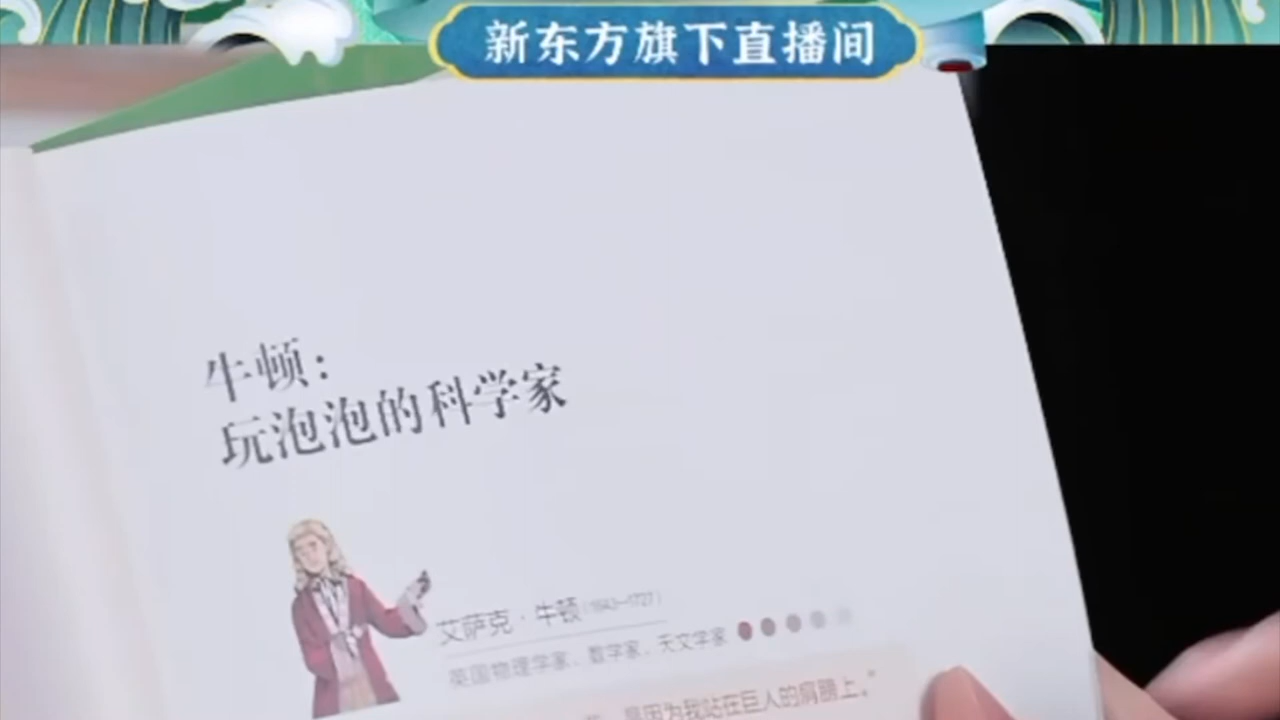 新东方旗下直播间
牛顿：
玩泡泡的科学家
艾萨克·牛顿（1643—1727）
英国物理学家、数学家、天文学家
是因为我站在巨人的肩膀上。”